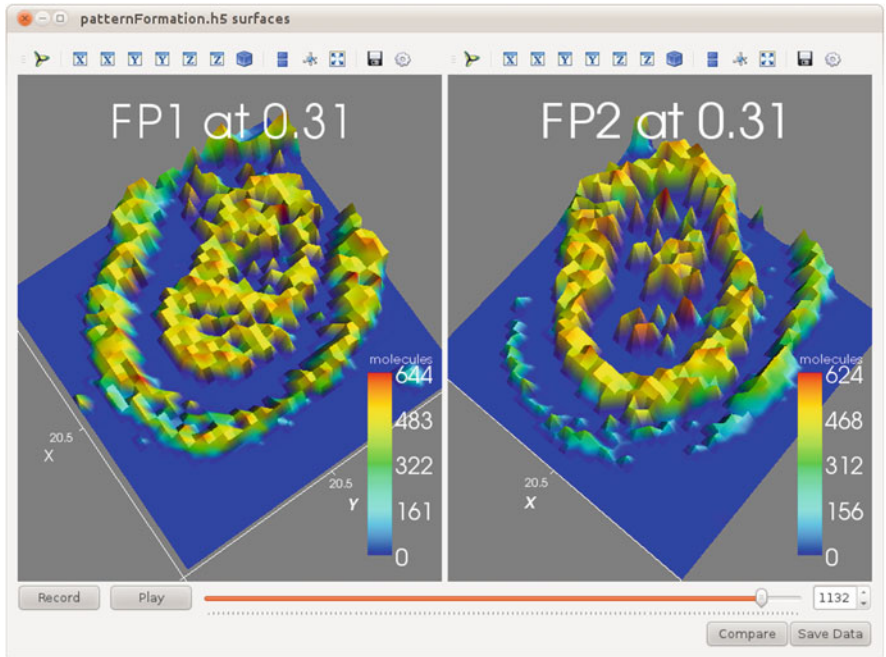 patternFormation.h5 surfaces
X X Y Y Z Z
X X Y Y Z Z
FP1 at 0.31
molecules
644
483
322
161
0
20.5
X
20.5
Y
FP2 at 0.31
molecules
624
468
312
156
0
20.5
X
Record
Play
1132
Compare
Save Data